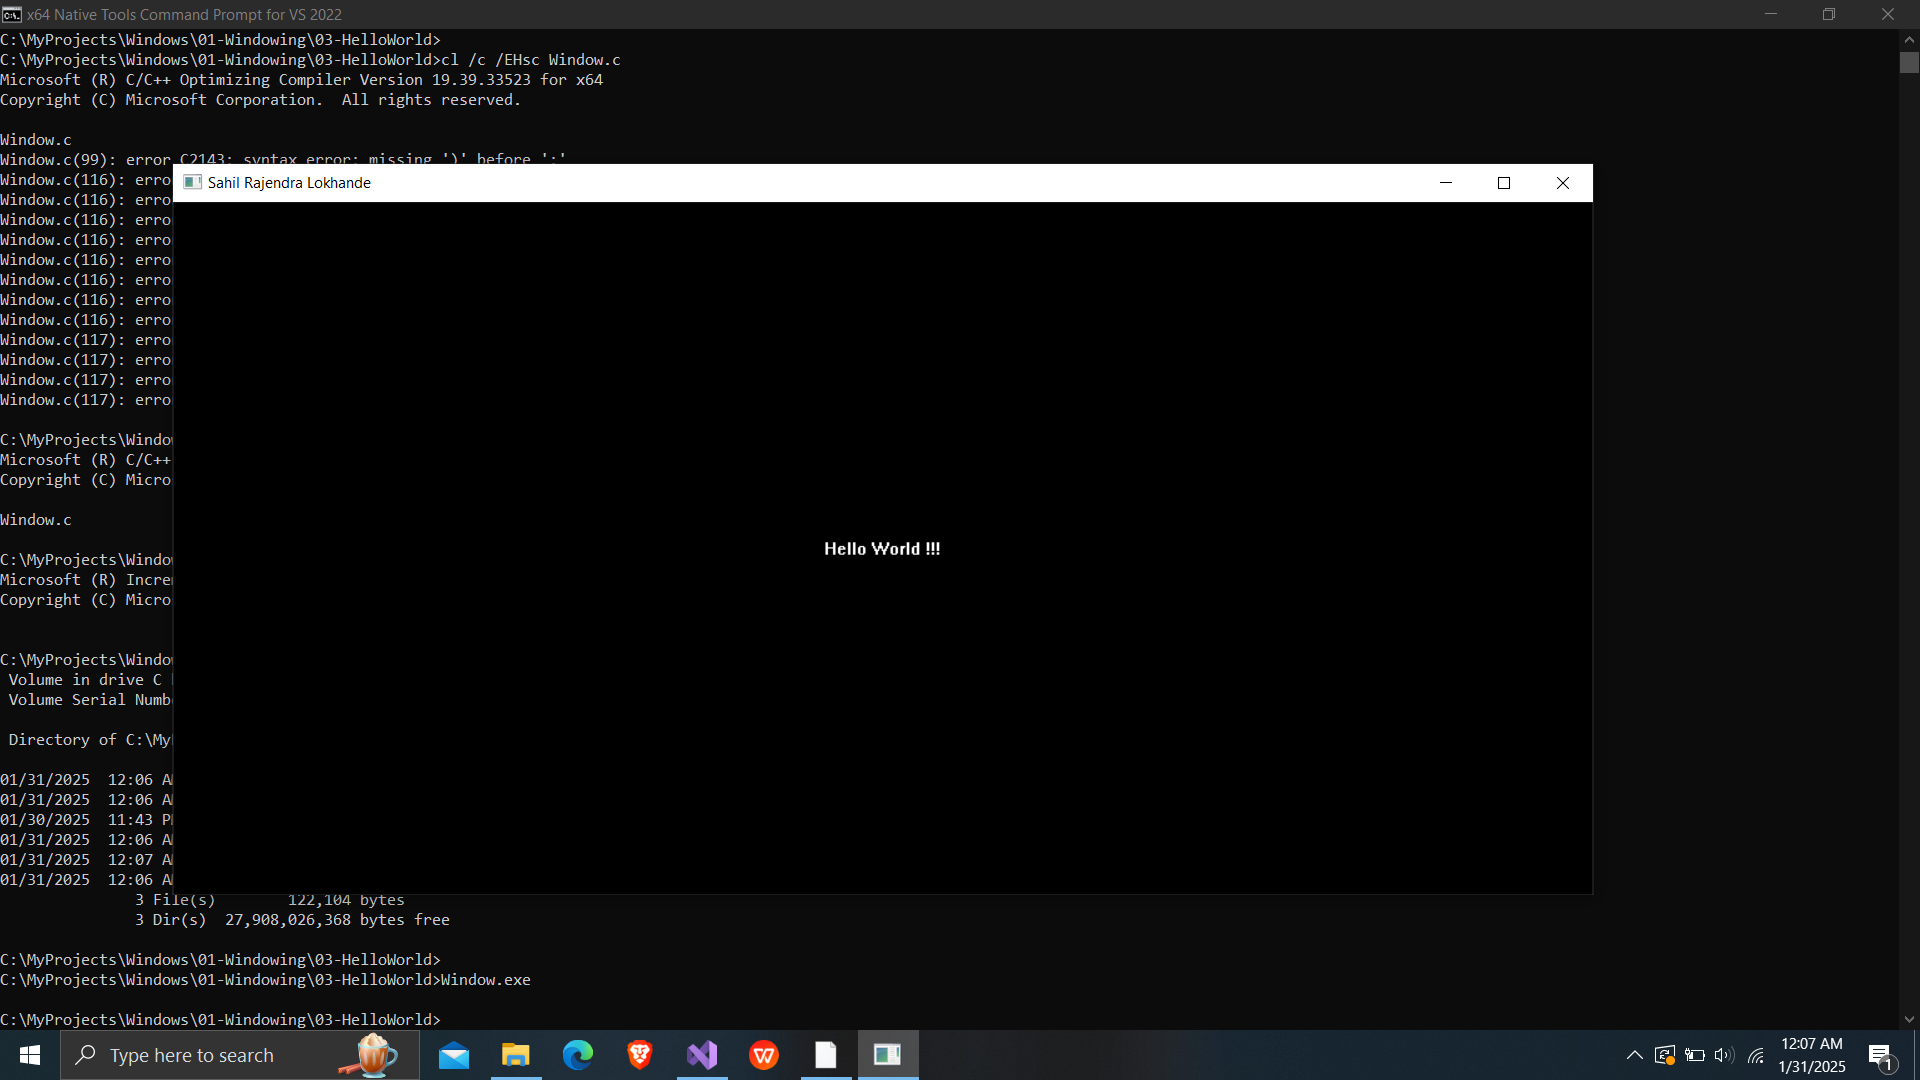 x64 Native Tools Command Prompt for VS 2022
C:\MyProjects\Windows\01-Windowing\03-HelloWorld>
C:\MyProjects\Windows\01-Windowing\03-HelloWorld>cl /c /EHsc Window.c
Microsoft (R) C/C++ Optimizing Compiler Version 19.39.33523 for x64
Copyright (C) Microsoft Corporation.  All rights reserved.
Window.c
Window.c(99): error C2143: syntax error: missing ')' before ';'
Window.c(116): erro
Window.c(116): erro
Window.c(116): erro
Window.c(116): erro
Window.c(116): erro
Window.c(116): erro
Window.c(116): erro
Window.c(116): erro
Window.c(117): erro
Window.c(117): erro
Window.c(117): erro
Window.c(117): erro
C:\MyProjects\Windo
Microsoft (R) C/C++
Copyright (C) Micro
Window.c
C:\MyProjects\Windo
Microsoft (R) Incre
Copyright (C) Micro
C:\MyProjects\Windo
Volume in drive C
Volume Serial Numb
Directory of C:\My
01/31/2025  12:06 A
01/31/2025  12:06 A
01/30/2025  11:43 P
01/31/2025  12:06 A
01/31/2025  12:07 A
01/31/2025  12:06 A
3 File(s)        122,104 bytes
3 Dir(s)  27,908,026,368 bytes free
C:\MyProjects\Windows\01-Windowing\03-HelloWorld>
C:\MyProjects\Windows\01-Windowing\03-HelloWorld>Window.exe
C:\MyProjects\Windows\01-Windowing\03-HelloWorld>
Sahil Rajendra Lokhande
Hello World !!!
Type here to search
12:07 AM
1/31/2025
1